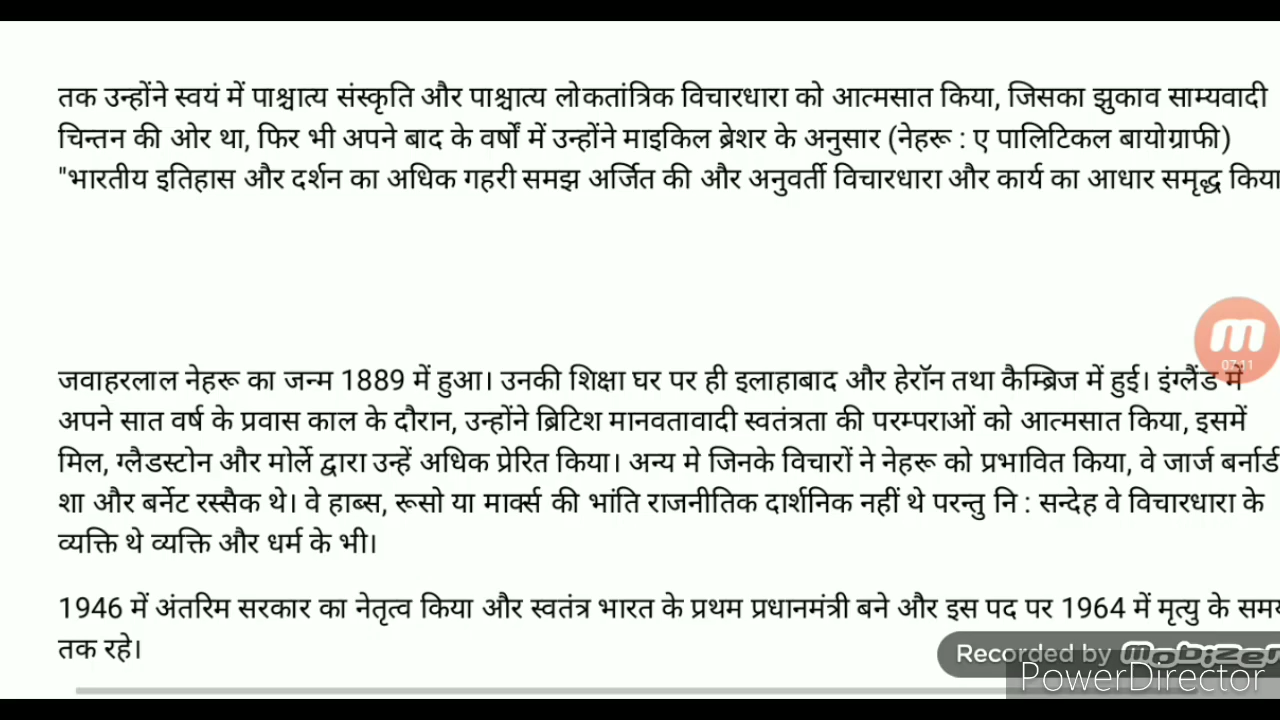 तक उन्होंने स्वयं में पाश्चात्य संस्कृति और पाश्चात्य लोकतांत्रिक विचारधारा को आत्मसात किया, जिसका झुकाव साम्यवादी
चिन्तन की ओर था, फिर भी अपने बाद के वर्षों में उन्होंने माइकिल ब्रेशर के अनुसार (नेहरू : ए पालिटिकल बायोग्राफी)
"भारतीय इतिहास और दर्शन का अधिक गहरी समझ अर्जित की और अनुवर्ती विचारधारा और कार्य का आधार समृद्ध किया
07:11
जवाहरलाल नेहरू का जन्म 1889 में हुआ। उनकी शिक्षा घर पर ही इलाहाबाद और हेरॉन तथा कैम्ब्रिज में हुई। इंग्लैंड में
अपने सात वर्ष के प्रवास काल के दौरान, उन्होंने ब्रिटिश मानवतावादी स्वतंत्रता की परम्पराओं को आत्मसात किया, इसमें
मिल, ग्लैडस्टोन और मोर्ले द्वारा उन्हें अधिक प्रेरित किया। अन्य मे जिनके विचारों ने नेहरू को प्रभावित किया, वे जार्ज बर्नार्ड
शा और बर्नेट रस्सैक थे। वे हाब्स, रूसो या मार्क्स की भांति राजनीतिक दार्शनिक नहीं थे परन्तु नि : सन्देह वे विचारधारा के
व्यक्ति थे व्यक्ति और धर्म के भी।
1946 में अंतरिम सरकार का नेतृत्व किया और स्वतंत्र भारत के प्रथम प्रधानमंत्री बने और इस पद पर 1964 में मृत्यु के समय
तक रहे।
Recorded by mobizen
PowerDirector